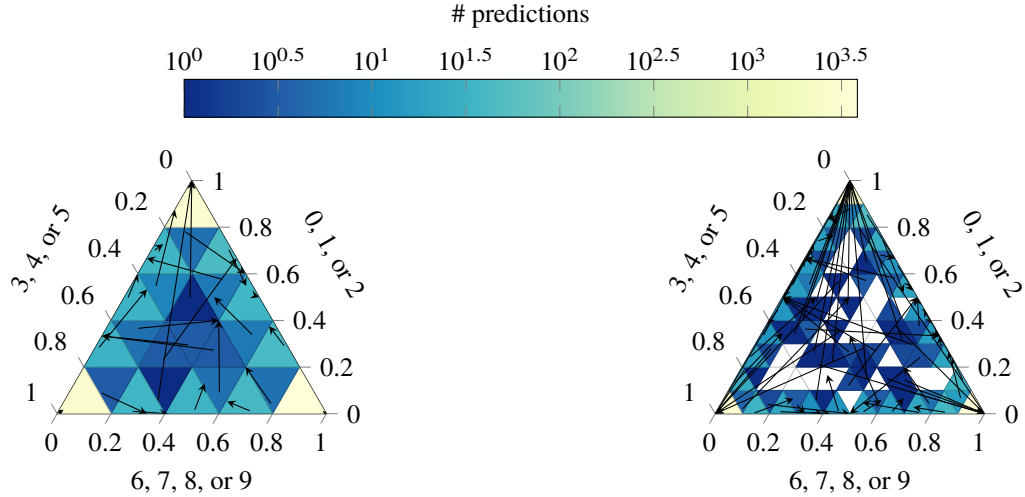 # predictions
10^0 10^0.5 10^1 10^1.5 10^2 10^2.5 10^3 10^3.5
0 0
0.2 1 0.2 1
0.4 0.8 0.4 0.8
0.6 0.6 0.6 0.6
0.8 0.4 0.8 0.4
1 0.2 1 0.2
0 0
0 0.2 0.4 0.6 0.8 1 0 0.2 0.4 0.6 0.8 1
3, 4, or 5 0, 1, or 2 3, 4, or 5 0, 1, or 2
6, 7, 8, or 9 6, 7, 8, or 9